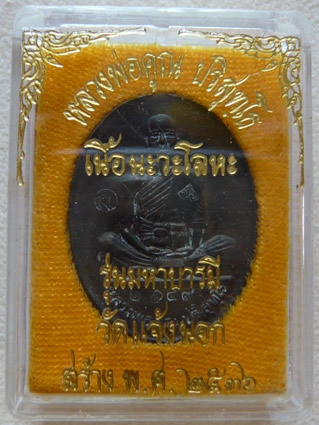 หลวงพ่อคูณ ปริสุทโธ
เนื้อนะวะโลหะ
รุ่นมหาบารมี
วัดแจ้งนอก
สร้าง พ.ศ.๒๕๓๖